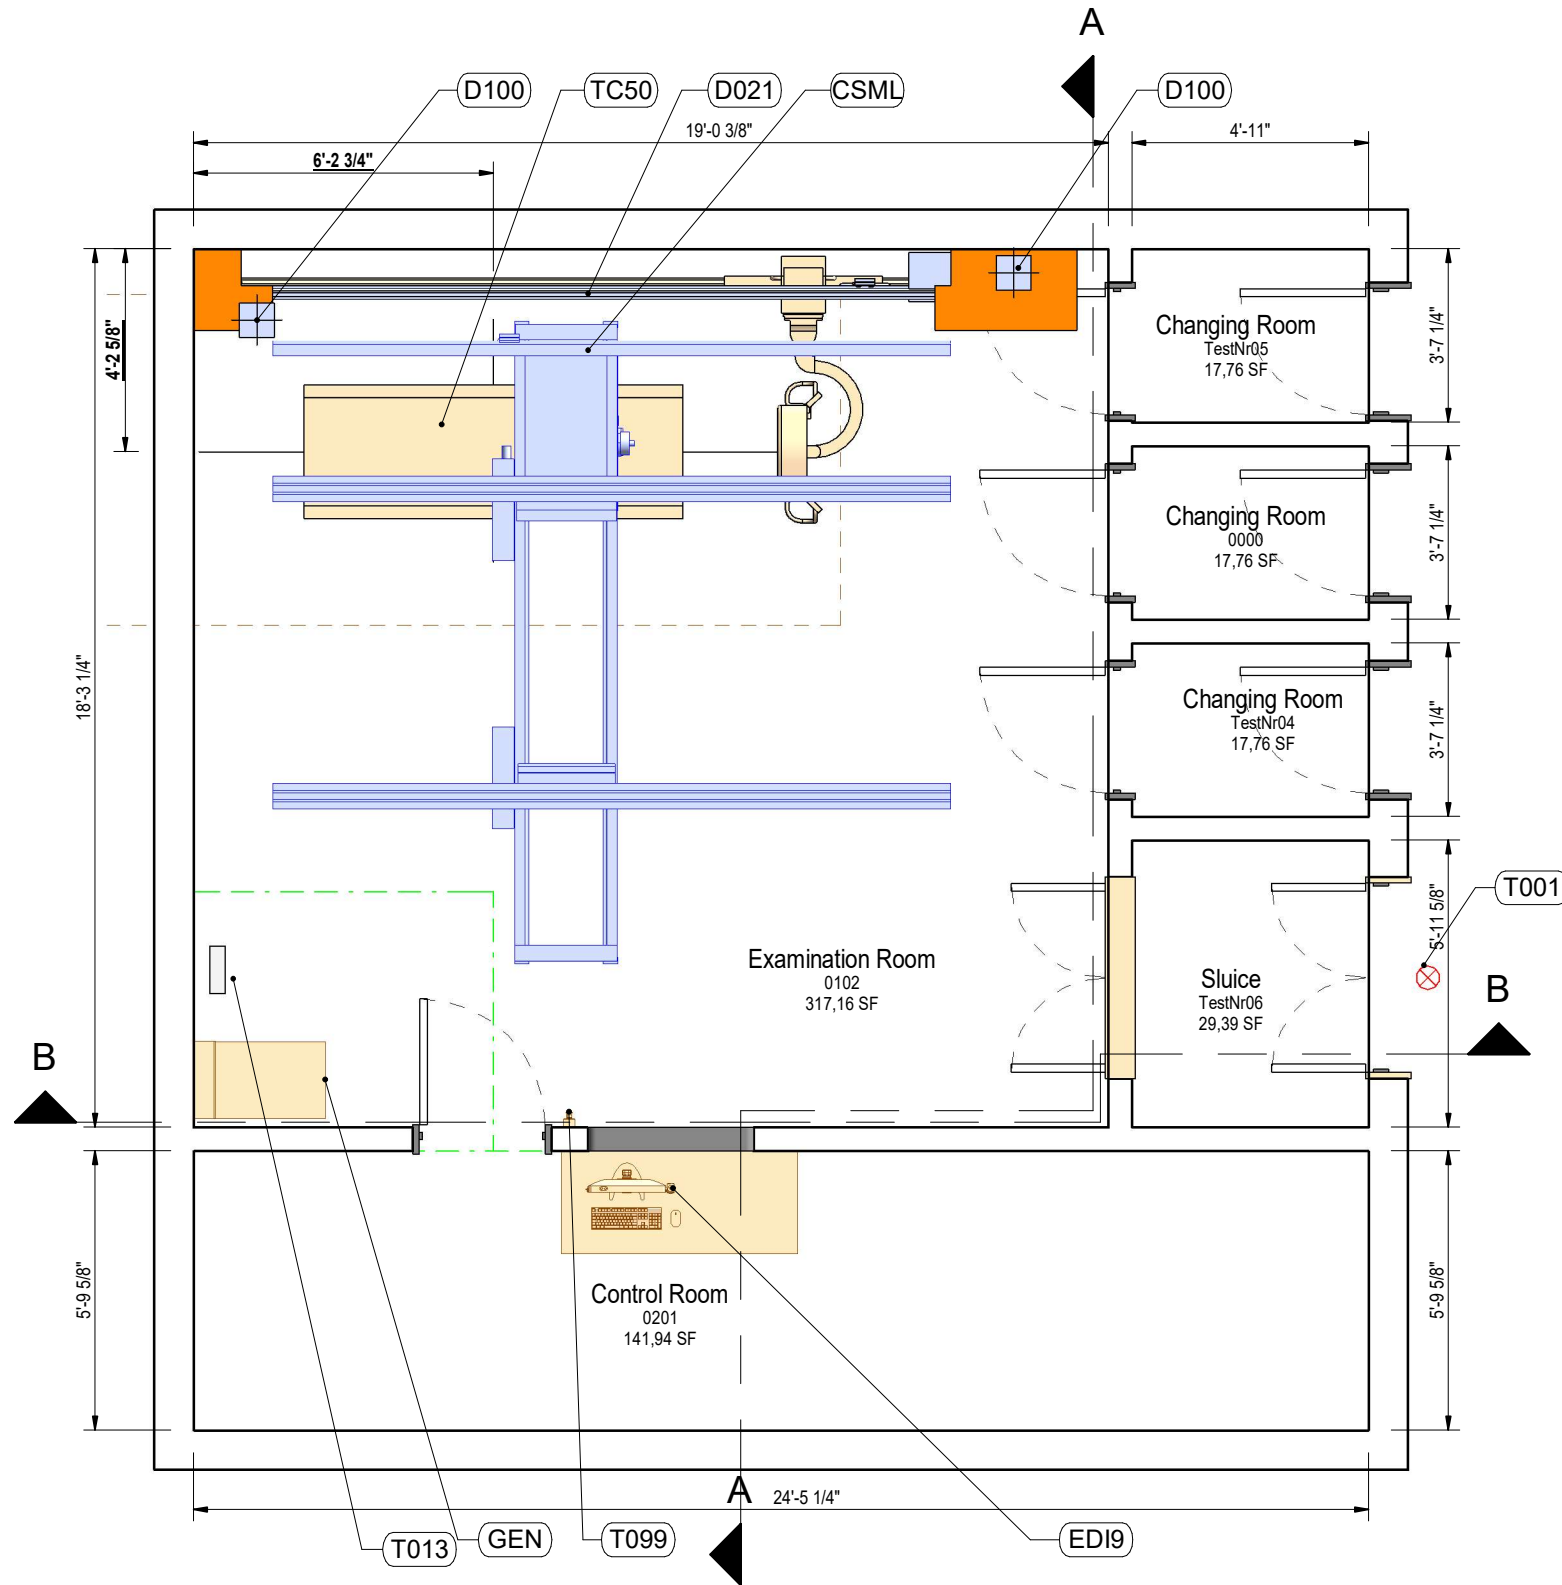 A
D100
TC50
D021
CSML
D100
19'-0 3/8"
4'-11"
6'-2 3/4"
4'-2 5/8"
Changing Room
TestNr05
17,76 SF
3'-7 1/4"
Changing Room
0000
17,76 SF
3'-7 1/4"
18'-3 1/4"
Changing Room
TestNr04
17,76 SF
3'-7 1/4"
T001
5'-11 5/8"
Examination Room
0102
317,16 SF
Sluice
TestNr06
29,39 SF
B
B
5'-9 5/8"
Control Room
0201
141,94 SF
5'-9 5/8"
A
24'-5 1/4"
T013
GEN
T099
EDI9